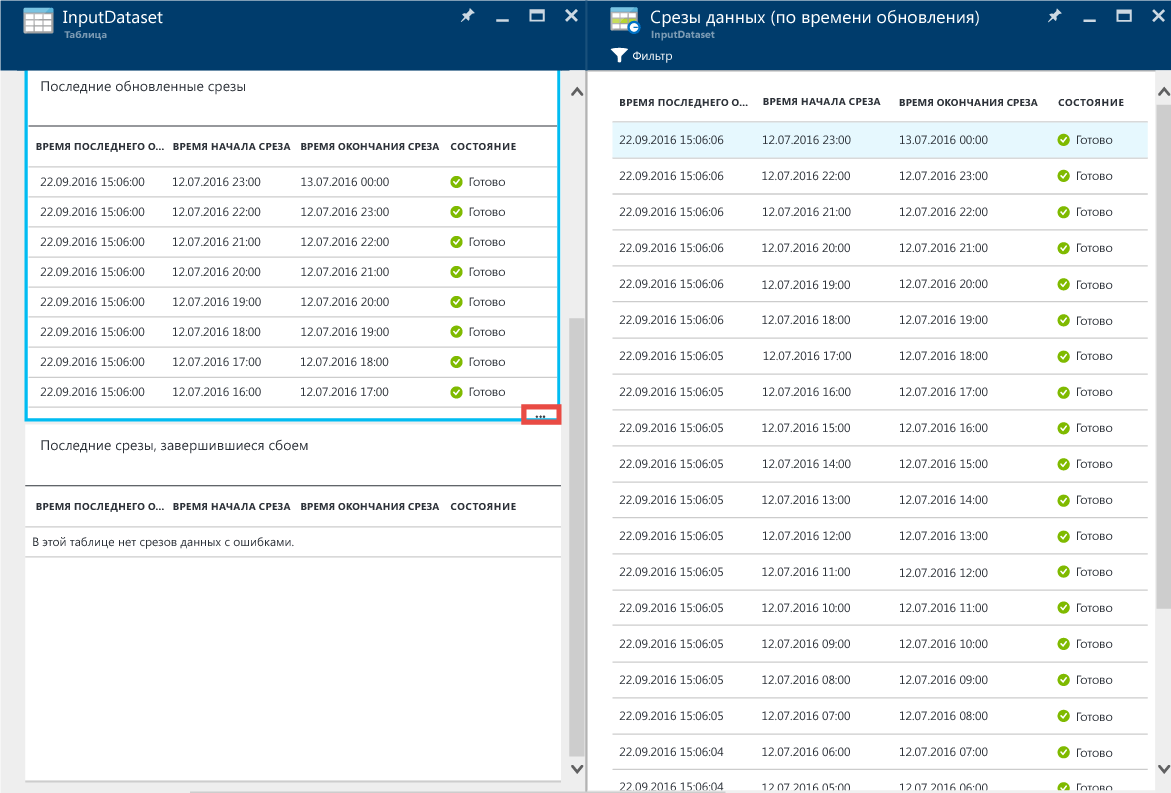 InputDataset
Таблица
Последние обновленные срезы
ВРЕМЯ ПОСЛЕДНЕГО О... ВРЕМЯ НАЧАЛА СРЕЗА ВРЕМЯ ОКОНЧАНИЯ СРЕЗА СОСТОЯНИЕ
22.09.2016 15:06:00 12.07.2016 23:00 13.07.2016 00:00 Готово
22.09.2016 15:06:00 12.07.2016 22:00 12.07.2016 23:00 Готово
22.09.2016 15:06:00 12.07.2016 21:00 12.07.2016 22:00 Готово
22.09.2016 15:06:00 12.07.2016 20:00 12.07.2016 21:00 Готово
22.09.2016 15:06:00 12.07.2016 19:00 12.07.2016 20:00 Готово
22.09.2016 15:06:00 12.07.2016 18:00 12.07.2016 19:00 Готово
22.09.2016 15:06:00 12.07.2016 17:00 12.07.2016 18:00 Готово
22.09.2016 15:06:00 12.07.2016 16:00 12.07.2016 17:00 Готово
...
Последние срезы, завершившиеся сбоем
ВРЕМЯ ПОСЛЕДНЕГО О... ВРЕМЯ НАЧАЛА СРЕЗА ВРЕМЯ ОКОНЧАНИЯ СРЕЗА СОСТОЯНИЕ
В этой таблице нет срезов данных с ошибками.
Срезы данных (по времени обновления)
InputDataset
Фильтр
ВРЕМЯ ПОСЛЕДНЕГО О... ВРЕМЯ НАЧАЛА СРЕЗА ВРЕМЯ ОКОНЧАНИЯ СРЕЗА СОСТОЯНИЕ
22.09.2016 15:06:06 12.07.2016 23:00 13.07.2016 00:00 Готово
22.09.2016 15:06:06 12.07.2016 22:00 12.07.2016 23:00 Готово
22.09.2016 15:06:06 12.07.2016 21:00 12.07.2016 22:00 Готово
22.09.2016 15:06:06 12.07.2016 20:00 12.07.2016 21:00 Готово
22.09.2016 15:06:06 12.07.2016 19:00 12.07.2016 20:00 Готово
22.09.2016 15:06:06 12.07.2016 18:00 12.07.2016 19:00 Готово
22.09.2016 15:06:05 12.07.2016 17:00 12.07.2016 18:00 Готово
22.09.2016 15:06:05 12.07.2016 16:00 12.07.2016 17:00 Готово
22.09.2016 15:06:05 12.07.2016 15:00 12.07.2016 16:00 Готово
22.09.2016 15:06:05 12.07.2016 14:00 12.07.2016 15:00 Готово
22.09.2016 15:06:05 12.07.2016 13:00 12.07.2016 14:00 Готово
22.09.2016 15:06:05 12.07.2016 12:00 12.07.2016 13:00 Готово
22.09.2016 15:06:05 12.07.2016 11:00 12.07.2016 12:00 Готово
22.09.2016 15:06:05 12.07.2016 10:00 12.07.2016 11:00 Готово
22.09.2016 15:06:05 12.07.2016 09:00 12.07.2016 10:00 Готово
22.09.2016 15:06:05 12.07.2016 08:00 12.07.2016 09:00 Готово
22.09.2016 15:06:05 12.07.2016 07:00 12.07.2016 08:00 Готово
22.09.2016 15:06:04 12.07.2016 06:00 12.07.2016 07:00 Готово
22.09.2016 15:06:04 12.07.2016 05:00 12.07.2016 06:00 Готово